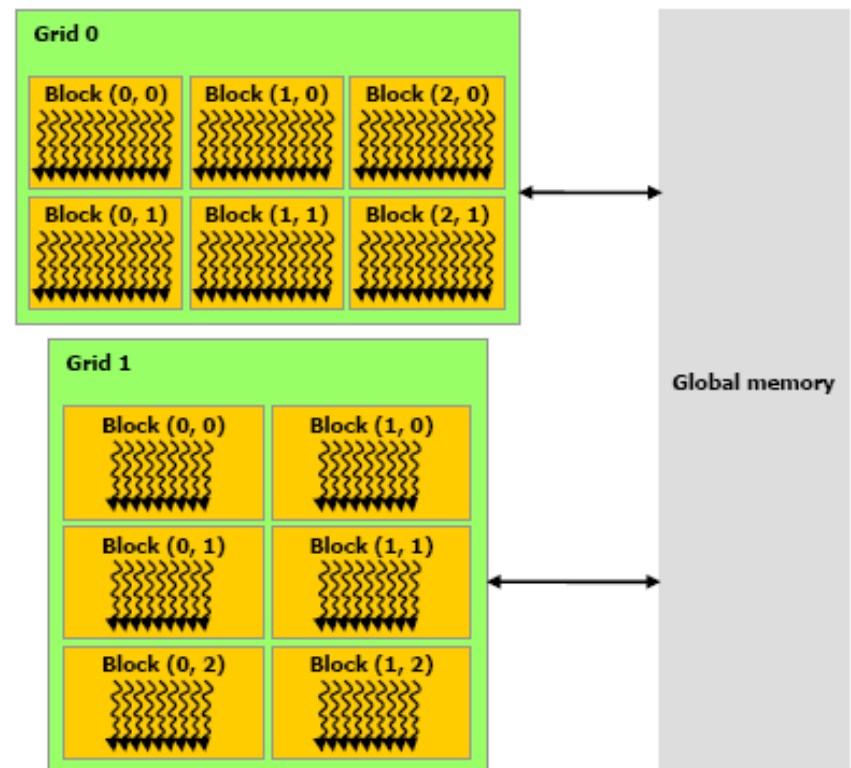 Grid 0
Block (0, 0) Block (1, 0) Block (2, 0)
Block (0, 1) Block (1, 1) Block (2, 1)
Grid 1
Block (0, 0) Block (1, 0)
Block (0, 1) Block (1, 1)
Block (0, 2) Block (1, 2)
Global memory